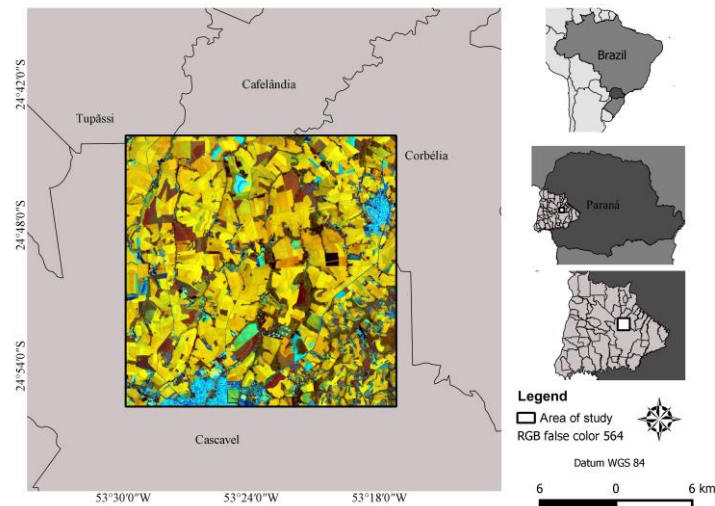 24°42'0"S
24°48'0"S
24°54'0"S
Tupãssi
Cafelândia
Corbélia
Cascavel
53°30'0"W
53°24'0"W
53°18'0"W
Brazil
Paraná
Legend
Area of study
RGB false color 564
Datum WGS 84
6
0
6 km